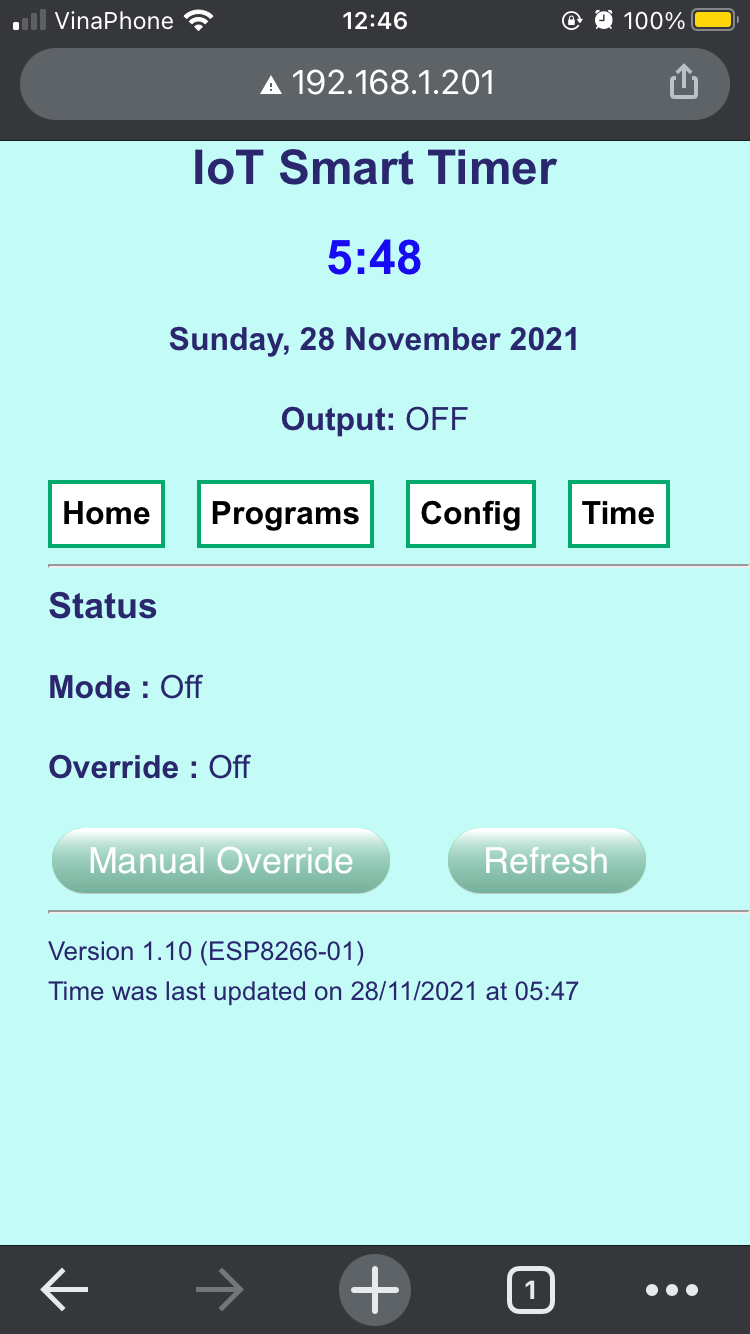 VinaPhone 12:46 100%
192.168.1.201
IoT Smart Timer
5:48
Sunday, 28 November 2021
Output: OFF
Home Programs Config Time
Status
Mode : Off
Override : Off
Manual Override Refresh
Version 1.10 (ESP8266-01)
Time was last updated on 28/11/2021 at 05:47
1